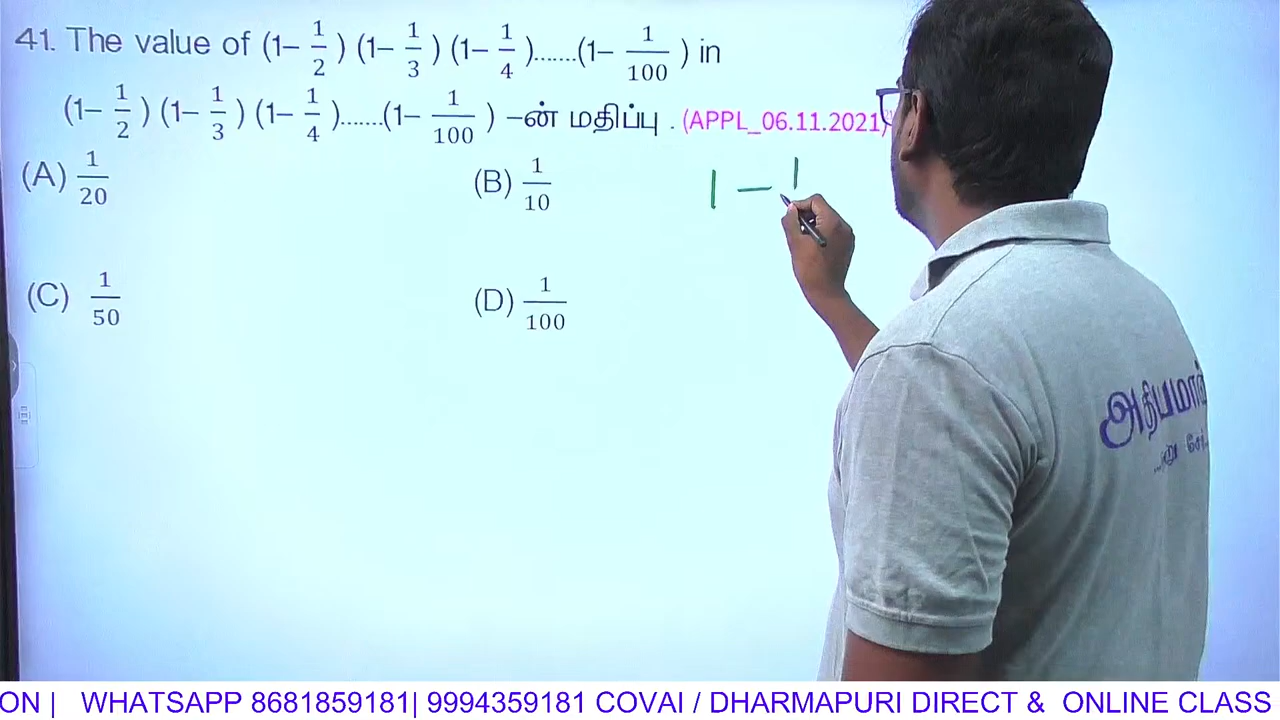 41. The value of (1– 1/2) (1– 1/3) (1– 1/4).......(1– 1/100) in
(1– 1/2) (1– 1/3) (1– 1/4).......(1– 1/100) –ன் மதிப்பு . (APPL_06.11.2021)
(A) 1/20
(B) 1/10
(C) 1/50
(D) 1/100
1 – 1
அதியமான்
ON | WHATSAPP 8681859181| 9994359181 COVAI / DHARMAPURI DIRECT & ONLINE CLASS